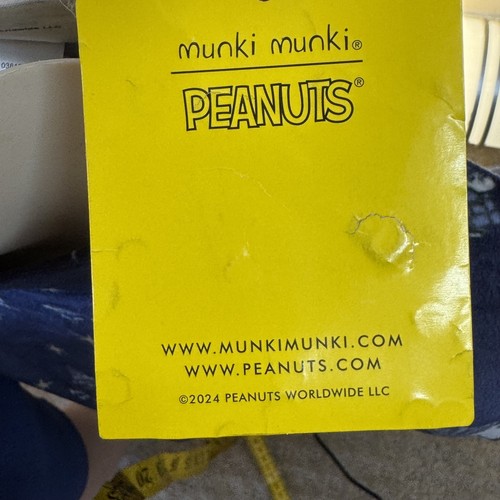 munki munki®
PEANUTS®
WWW.MUNKIMUNKI.COM
WWW.PEANUTS.COM
©2024 PEANUTS WORLDWIDE LLC